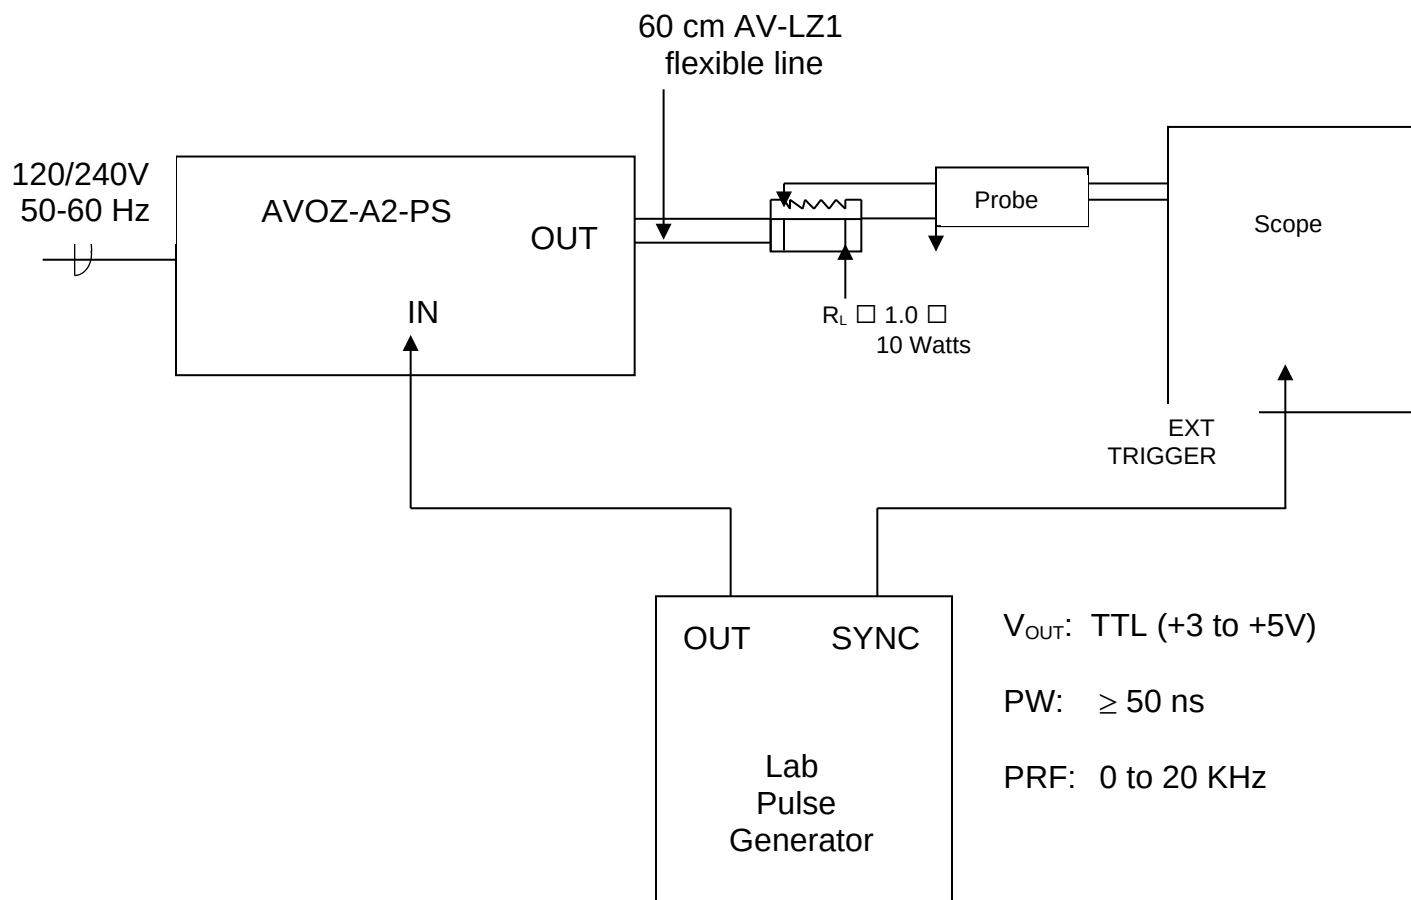 60 cm AV-LZ1
flexible line
120/240V
50-60 Hz
AVOZ-A2-PS
OUT
IN
Probe
Scope
R_L □ 1.0 □
10 Watts
EXT
TRIGGER
OUT SYNC
Lab
Pulse
Generator
V_OUT: TTL (+3 to +5V)
PW: ≥ 50 ns
PRF: 0 to 20 KHz